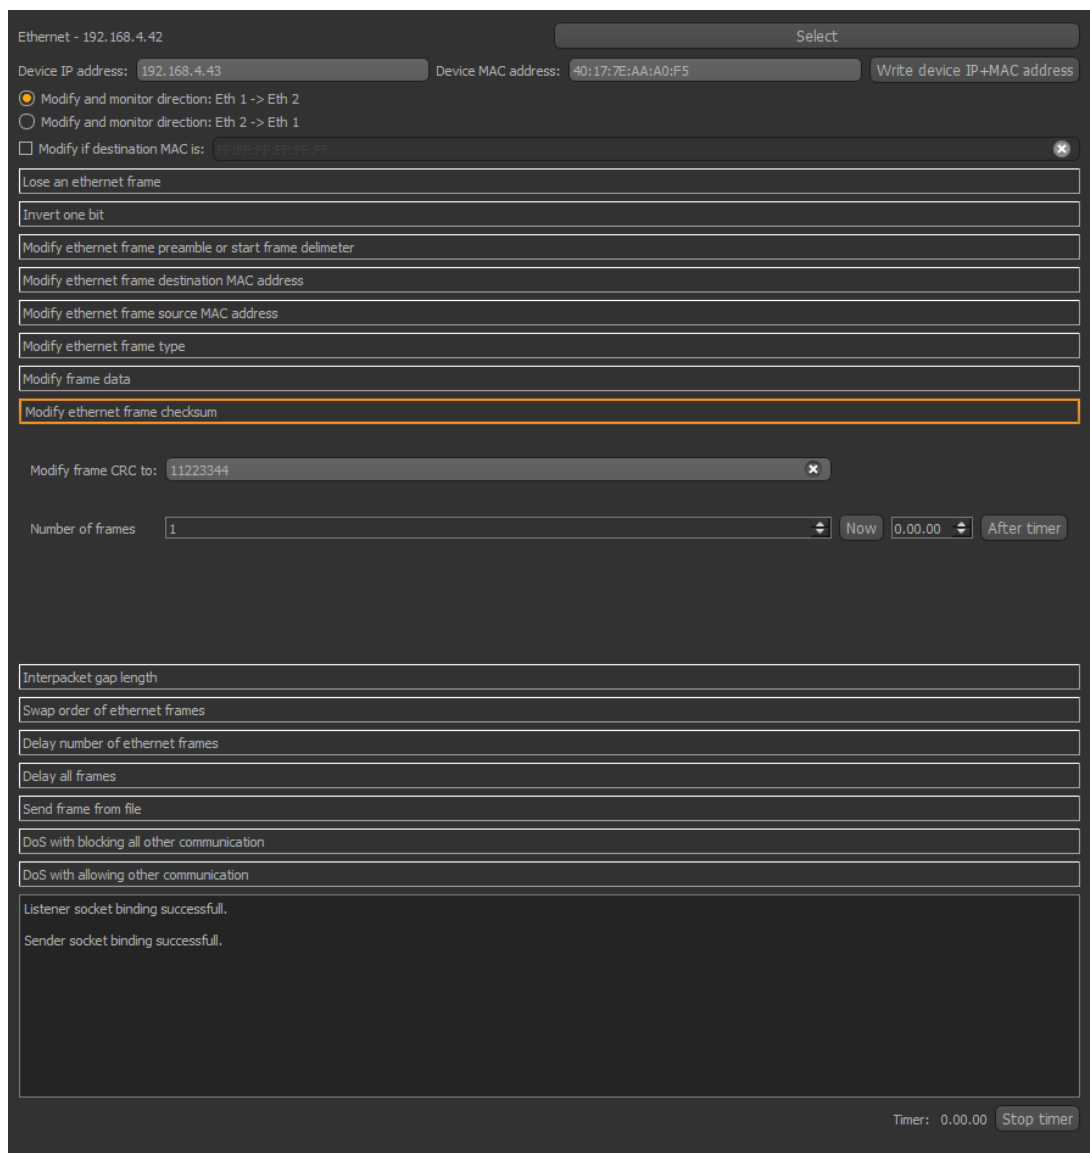 Ethernet - 192.168.4.42 Select
Device IP address: 192.168.4.43 Device MAC address: 40:17:7E:AA:A0:F5 Write device IP+MAC address
Modify and monitor direction: Eth 1 -> Eth 2
Modify and monitor direction: Eth 2 -> Eth 1
Modify if destination MAC is: FF:FF:FF:FF:FF:FF
Lose an ethernet frame
Invert one bit
Modify ethernet frame preamble or start frame delimeter
Modify ethernet frame destination MAC address
Modify ethernet frame source MAC address
Modify ethernet frame type
Modify frame data
Modify ethernet frame checksum
Modify frame CRC to: 11223344
Number of frames 1 Now 0.00.00 After timer
Interpacket gap length
Swap order of ethernet frames
Delay number of ethernet frames
Delay all frames
Send frame from file
DoS with blocking all other communication
DoS with allowing other communication
Listener socket binding successfull.
Sender socket binding successfull.
Timer: 0.00.00 Stop timer